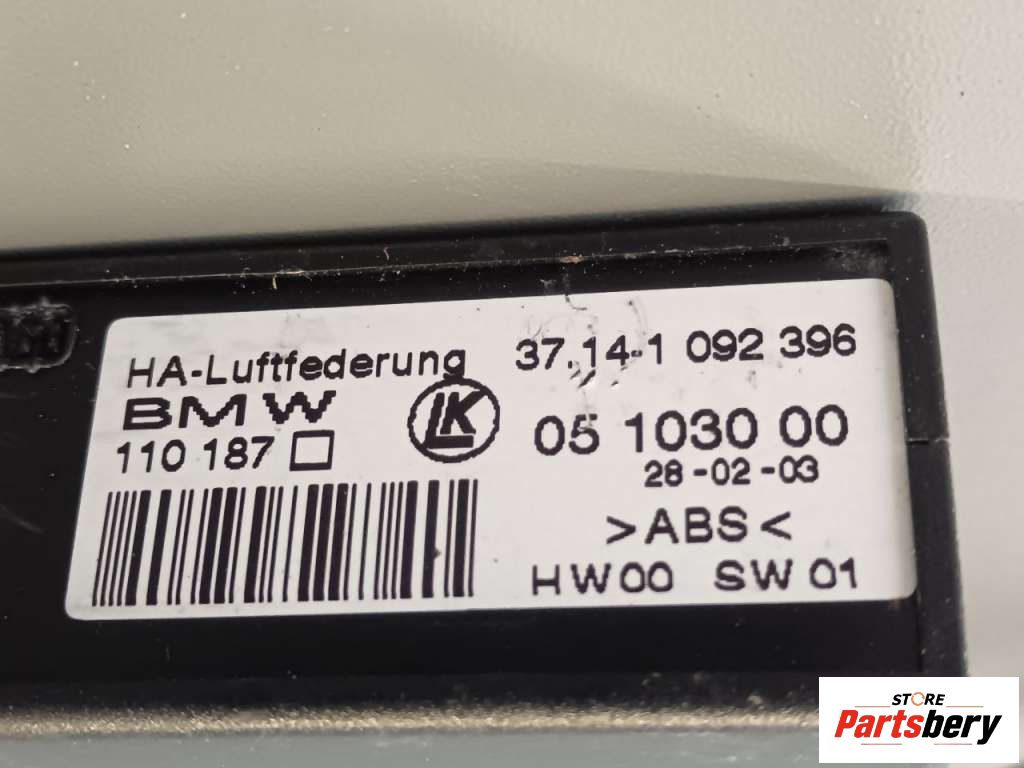 HA-Luftfederung
BMW
110 187
LK
37.14-1 092 396
05 1030 00
28-02-03
>ABS<
HW00 SW01
STORE
Partsbery